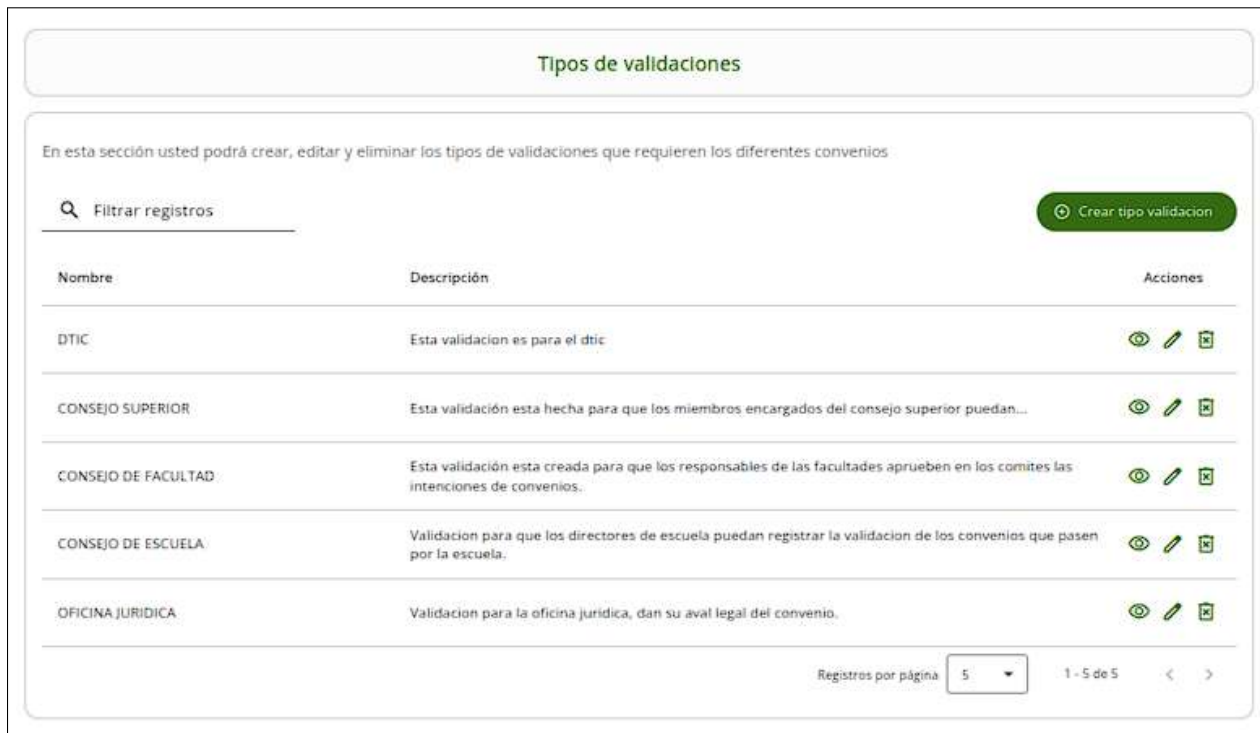 Tipos de validaciones
En esta sección usted podrá crear, editar y eliminar los tipos de validaciones que requieren los diferentes convenios
Filtrar registros
Crear tipo validacion
Nombre Descripción Acciones
DTIC Esta validacion es para el dtic
CONSEJO SUPERIOR Esta validación esta hecha para que los miembros encargados del consejo superior puedan...
CONSEJO DE FACULTAD Esta validación esta creada para que los responsables de las facultades aprueben en los comites las
intenciones de convenios.
CONSEJO DE ESCUELA Validacion para que los directores de escuela puedan registrar la validacion de los convenios que pasen
por la escuela.
OFICINA JURIDICA Validacion para la oficina juridica, dan su aval legal del convenio.
Registros por página 5 1 - 5 de 5